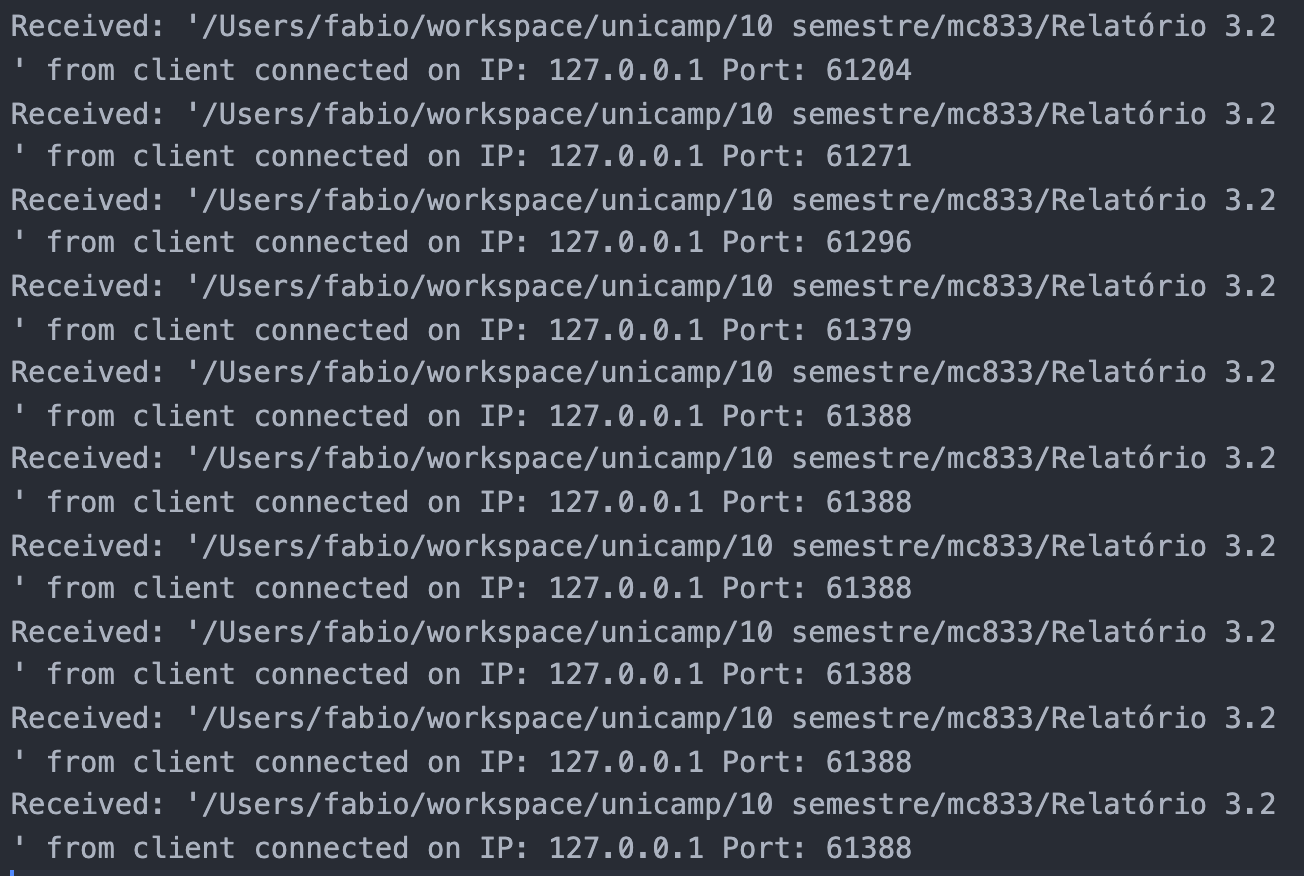 Received: '/Users/fabio/workspace/unicamp/10 semestre/mc833/Relatório 3.2
' from client connected on IP: 127.0.0.1 Port: 61204
Received: '/Users/fabio/workspace/unicamp/10 semestre/mc833/Relatório 3.2
' from client connected on IP: 127.0.0.1 Port: 61271
Received: '/Users/fabio/workspace/unicamp/10 semestre/mc833/Relatório 3.2
' from client connected on IP: 127.0.0.1 Port: 61296
Received: '/Users/fabio/workspace/unicamp/10 semestre/mc833/Relatório 3.2
' from client connected on IP: 127.0.0.1 Port: 61379
Received: '/Users/fabio/workspace/unicamp/10 semestre/mc833/Relatório 3.2
' from client connected on IP: 127.0.0.1 Port: 61388
Received: '/Users/fabio/workspace/unicamp/10 semestre/mc833/Relatório 3.2
' from client connected on IP: 127.0.0.1 Port: 61388
Received: '/Users/fabio/workspace/unicamp/10 semestre/mc833/Relatório 3.2
' from client connected on IP: 127.0.0.1 Port: 61388
Received: '/Users/fabio/workspace/unicamp/10 semestre/mc833/Relatório 3.2
' from client connected on IP: 127.0.0.1 Port: 61388
Received: '/Users/fabio/workspace/unicamp/10 semestre/mc833/Relatório 3.2
' from client connected on IP: 127.0.0.1 Port: 61388
Received: '/Users/fabio/workspace/unicamp/10 semestre/mc833/Relatório 3.2
' from client connected on IP: 127.0.0.1 Port: 61388